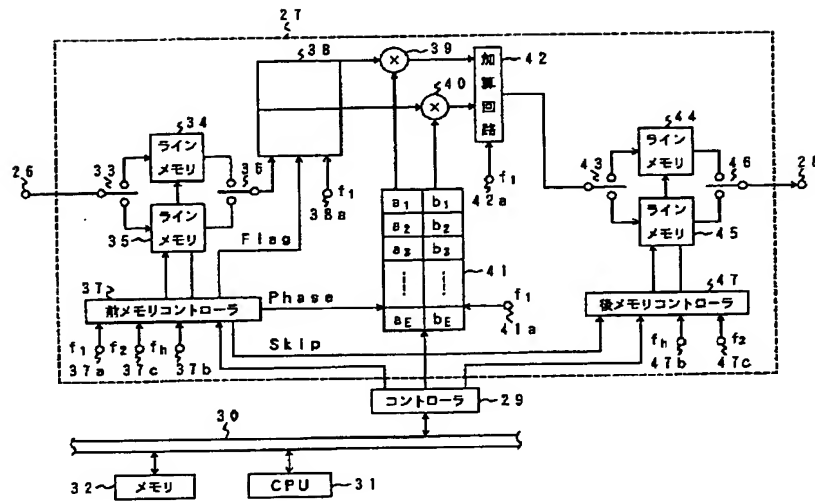 27
38
39
42
加算回路
40
34
ライン
メモリ
44
ライン
メモリ
26
33
36
f1
38a
f1
42a
43
46
28
35
ライン
メモリ
ライン
メモリ
45
Flag
a1 b1
a2 b2
a3 b3
aE bE
41
37
前メモリコントローラ
Phase
f1
41a
47
後メモリコントローラ
f1 f2 fh
37a 37c 37b
Skip
fh f2
47b 47c
コントローラ
29
30
32
メモリ
CPU
31